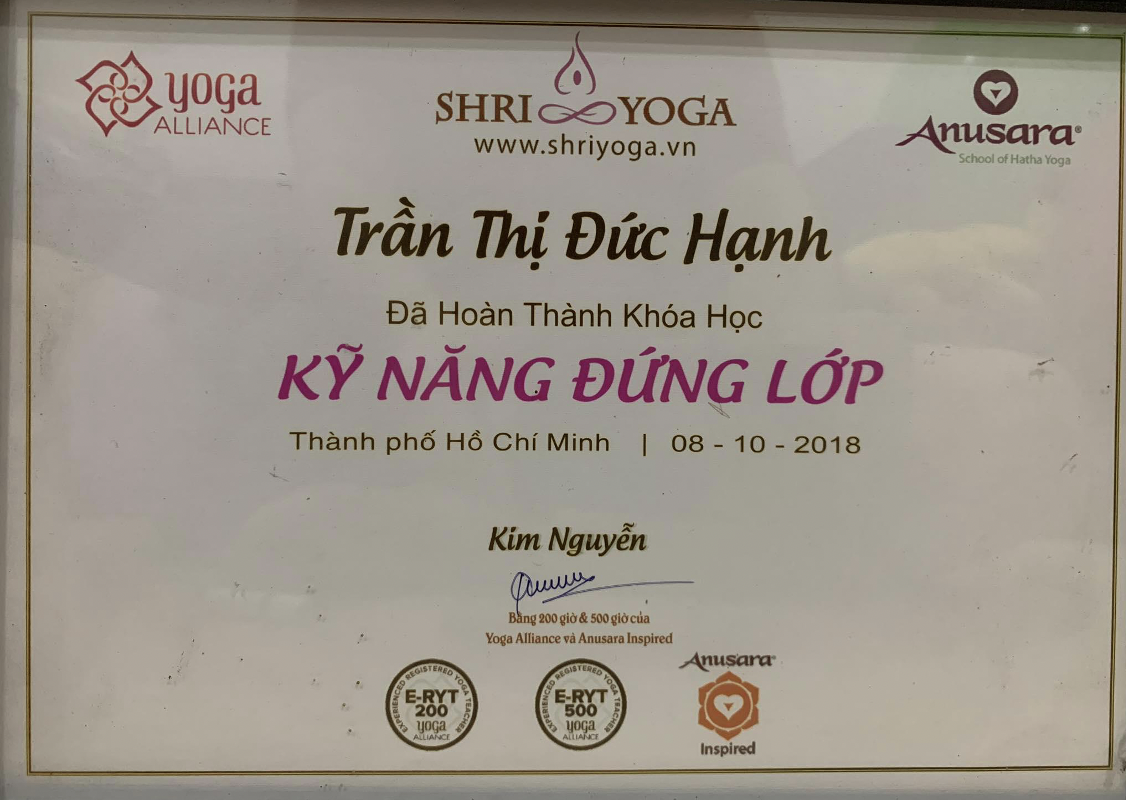 yoga
ALLIANCE
SHRI YOGA
www.shriyoga.vn
Anusara®
School of Hatha Yoga
Trần Thị Đức Hạnh
Đã Hoàn Thành Khóa Học
KỸ NĂNG ĐỨNG LỚP
Thành phố Hồ Chí Minh | 08 - 10 - 2018
Kim Nguyễn
Bằng 200 giờ & 500 giờ của
Yoga Alliance và Anusara Inspired
EXPERIENCED REGISTERED YOGA TEACHER
E-RYT
200
yoga
ALLIANCE
EXPERIENCED REGISTERED YOGA TEACHER
E-RYT
500
yoga
ALLIANCE
Anusara®
Inspired